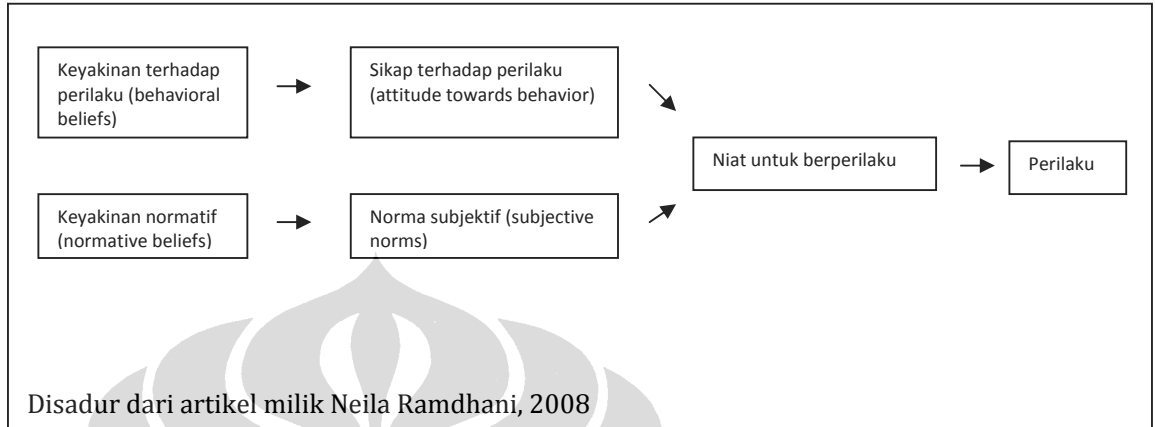 Keyakinan terhadap
perilaku (behavioral
beliefs)
Sikap terhadap perilaku
(attitude towards behavior)
Niat untuk berperilaku
Perilaku
Keyakinan normatif
(normative beliefs)
Norma subjektif (subjective
norms)
Disadur dari artikel milik Neila Ramdhani, 2008